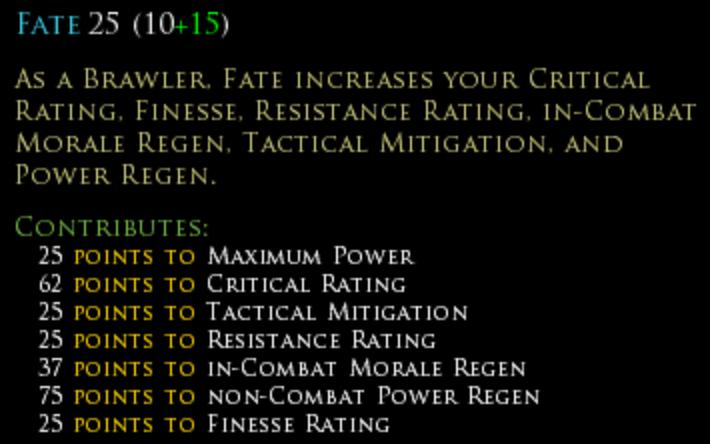 Fate 25 (10+15)
As a Brawler, Fate increases your Critical
Rating, Finesse, Resistance Rating, in-Combat
Morale Regen, Tactical Mitigation, and
Power Regen.
Contributes:
25 points to Maximum Power
62 points to Critical Rating
25 points to Tactical Mitigation
25 points to Resistance Rating
37 points to in-Combat Morale Regen
75 points to non-Combat Power Regen
25 points to Finesse Rating